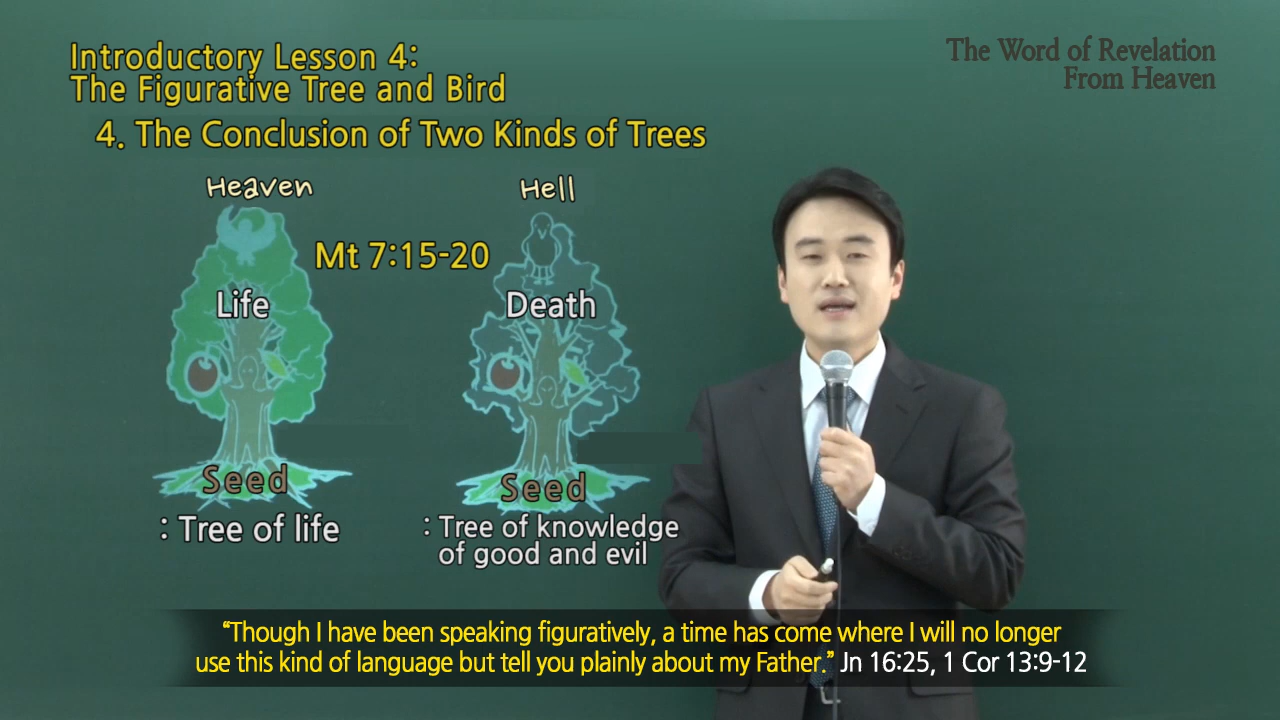 Introductory Lesson 4:
The Figurative Tree and Bird
The Word of Revelation
From Heaven
4. The Conclusion of Two Kinds of Trees
Heaven
Hell
Mt 7:15-20
Life
Death
Seed
Seed
: Tree of life
: Tree of knowledge
of good and evil
“Though I have been speaking figuratively, a time has come where I will no longer
use this kind of language but tell you plainly about my Father.” Jn 16:25, 1 Cor 13:9-12